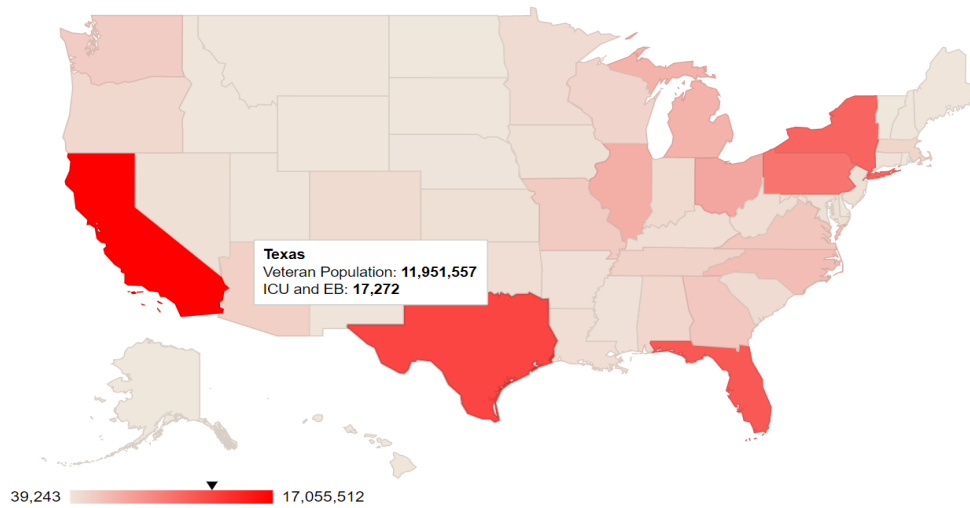 Texas
Veteran Population: 11,951,557
ICU and EB: 17,272
39,243 17,055,512